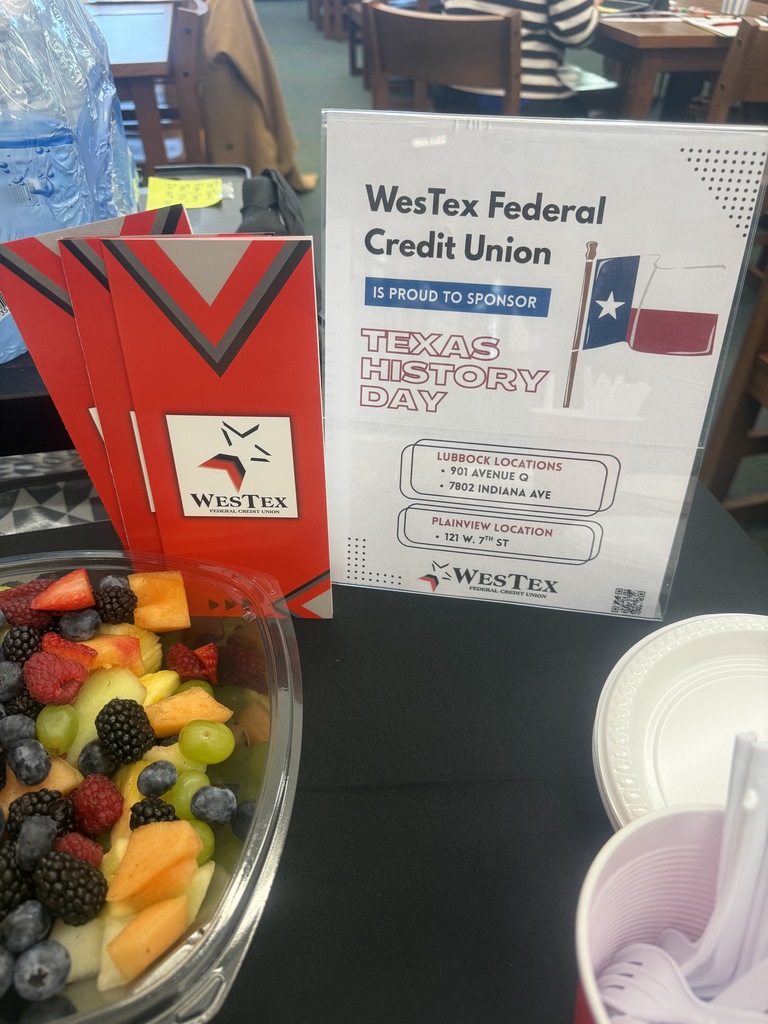 WesTex Federal
Credit Union
IS PROUD TO SPONSOR
TEXAS
HISTORY
DAY
LUBBOCK LOCATIONS
• 901 AVENUE Q
• 7802 INDIANA AVE
PLAINVIEW LOCATION
• 121 W. 7TH ST
WESTEX
FEDERAL CREDIT UNION
WESTEX
FEDERAL CREDIT UNION